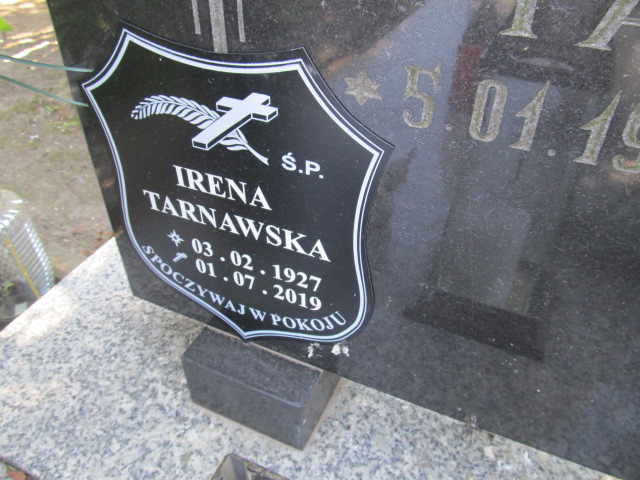 Ś.P.
IRENA
TARNAWSKA
03.02.1927
01.07.2019
SPOCZYWAJ W POKOJU
5.01.19